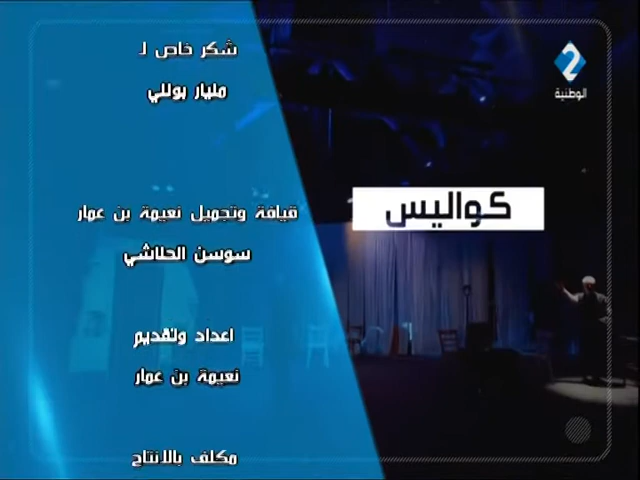 شكر خاص لـ
مليار بوللي
قيافة وتجميل نعيمة بن عمار
سوسن الحلاشي
اعداد وتقديم
نعيمة بن عمار
مكلف بالانتاج
2
الوطنية
كواليس